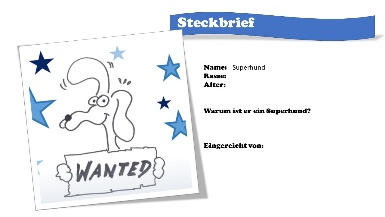 Steckbrief
Name: Superhund
Rasse:
Alter:
Warum ist er ein Superhund?
Eingereicht von:
WANTED